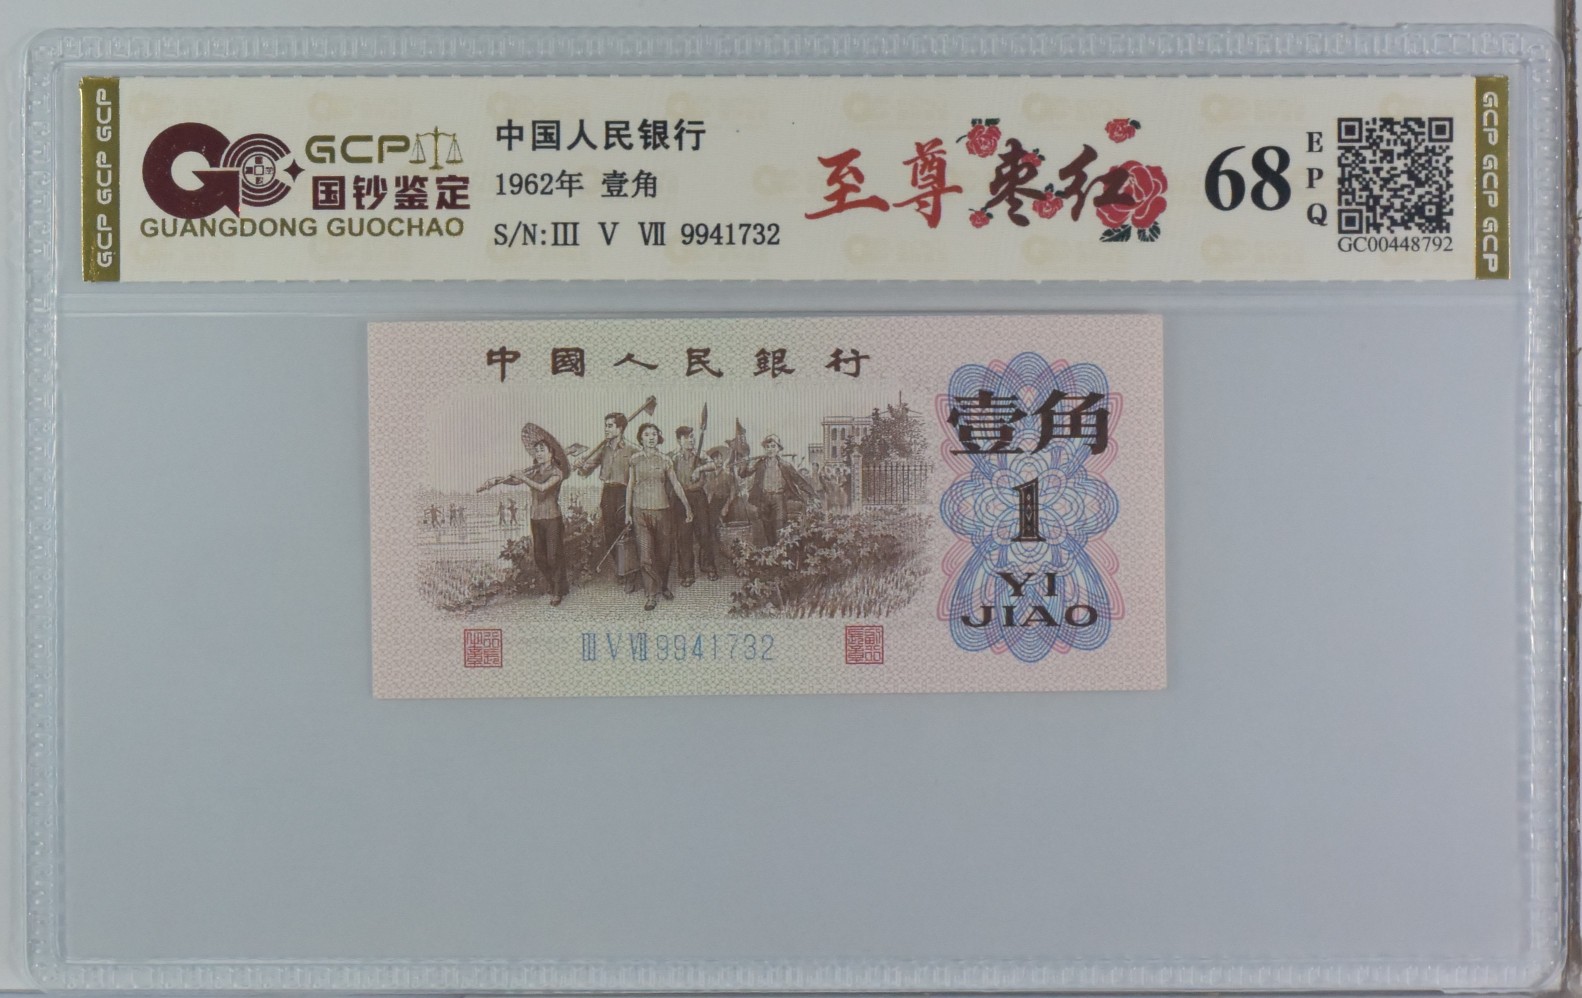 GCP GCP GCP
GCP
国钞鉴定
GUANGDONG GUOCHAO
中国人民银行
1962年 壹角
S/N:Ⅲ Ⅴ Ⅶ 9941732
至尊 枣红
68
EPQ
GC00448792
GCP GCP GCP
中國人民銀行
壹角
1
YI
JIAO
Ⅲ Ⅴ Ⅶ 9941732